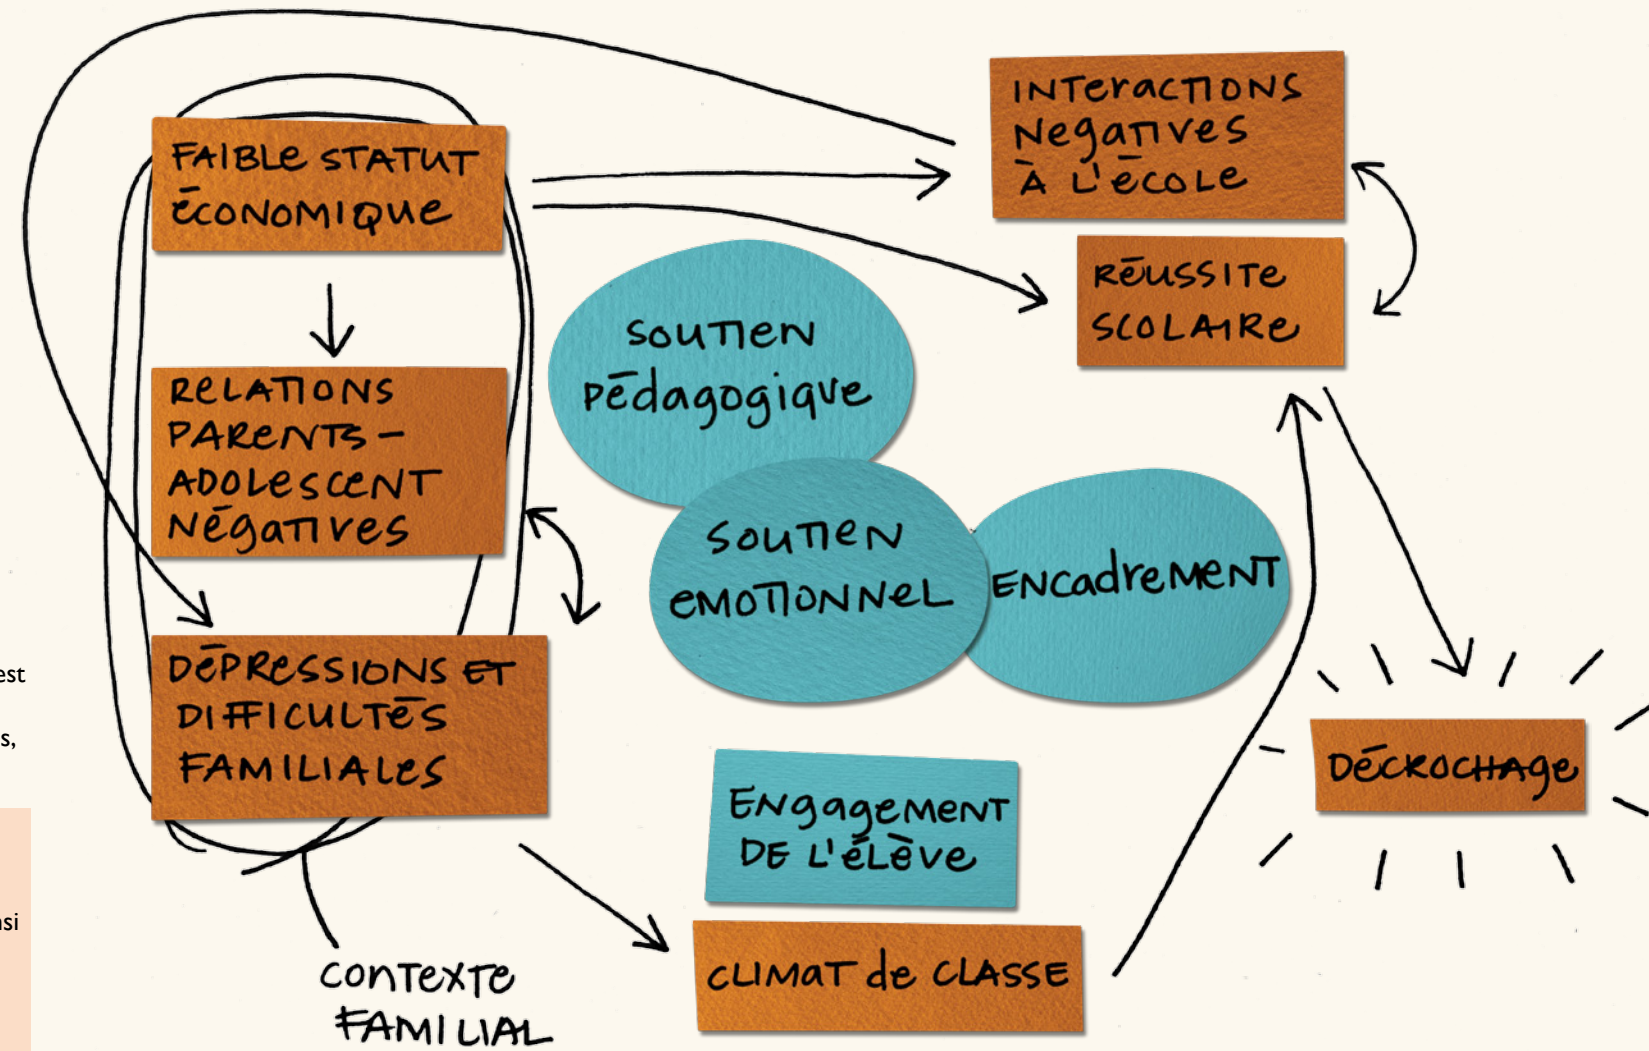 FAIBLE STATUT
ÉCONOMIQUE
RELATIONS
PARENTS –
ADOLESCENT
NÉGATIVES
DÉPRESSIONS ET
DIFFICULTÉS
FAMILIALES
CONTEXTE
FAMILIAL
INTERACTIONS
NEGATIVES
À L'ÉCOLE
RÉUSSITE
SCOLAIRE
SOUTIEN
PÉdagogique
SOUTIEN
EMOTIONNEL
ENCAdreMENT
ENgagEMENT
DE L'ÉLÈVE
CLIMAT de CLASSE
DÉCROCHAge
est
s,